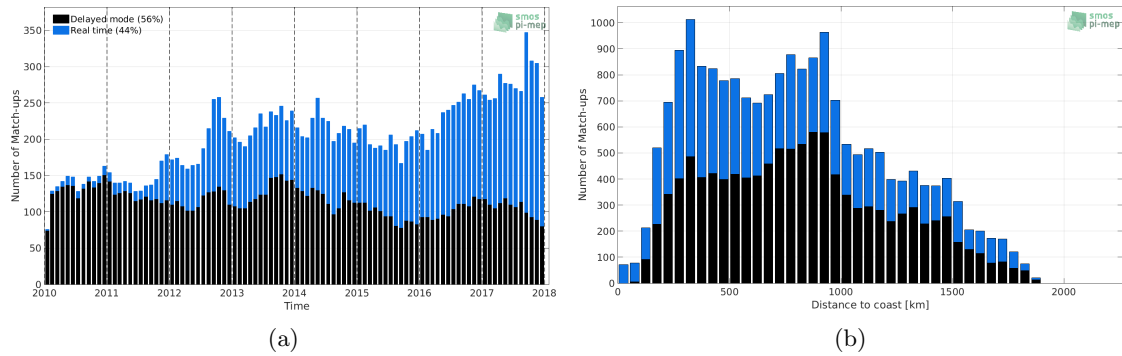 Delayed mode (56%)
Real time (44%)
smos
pi-mep
Number of Match-ups
350
300
250
200
150
100
50
0
2010 2011 2012 2013 2014 2015 2016 2017 2018
Time
(a)
smos
pi-mep
Number of Match-ups
1000
900
800
700
600
500
400
300
200
100
0
0 500 1000 1500 2000
Distance to coast [km]
(b)